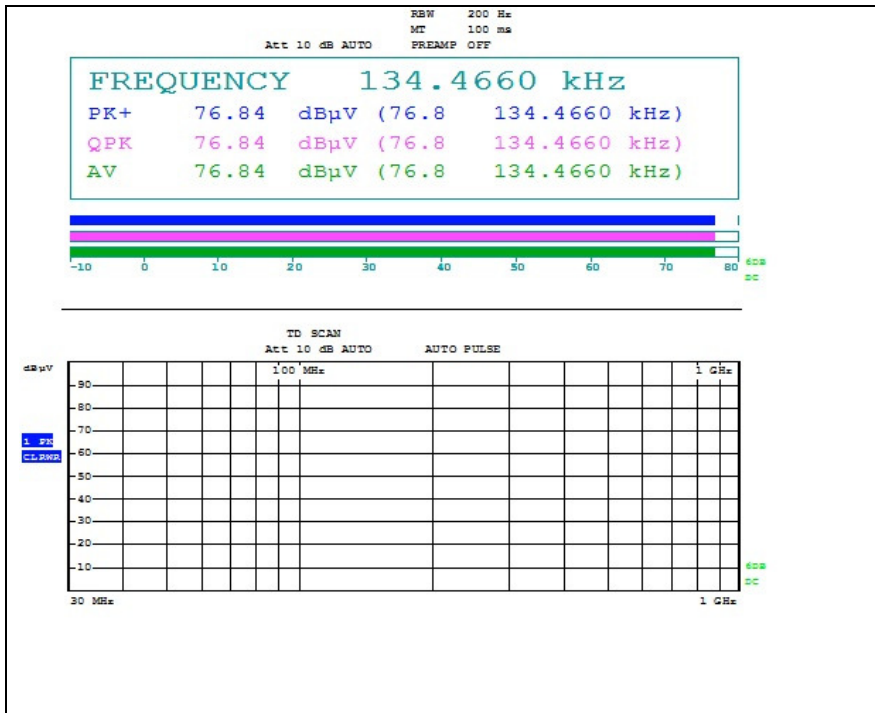 RBW 200 Hz
MT 100 ms
Att 10 dB AUTO PREAMP OFF
FREQUENCY 134.4660 kHz
PK+ 76.84 dBµV (76.8 134.4660 kHz)
QPK 76.84 dBµV (76.8 134.4660 kHz)
AV 76.84 dBµV (76.8 134.4660 kHz)
-10 0 10 20 30 40 50 60 70 80
6DB
DC
TD SCAN
Att 10 dB AUTO AUTO PULSE
dBµV
100 MHz 1 GHz
90
80
70
1 PK
60
CLRWR
50
40
30
20
10
6DB
DC
30 MHz 1 GHz